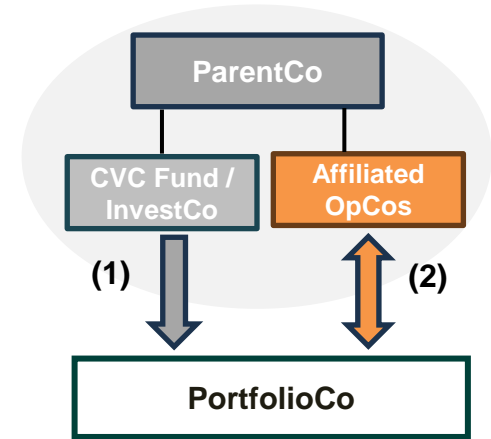 ParentCo
CVC Fund /
InvestCo
Affiliated
OpCos
(1)
(2)
PortfolioCo